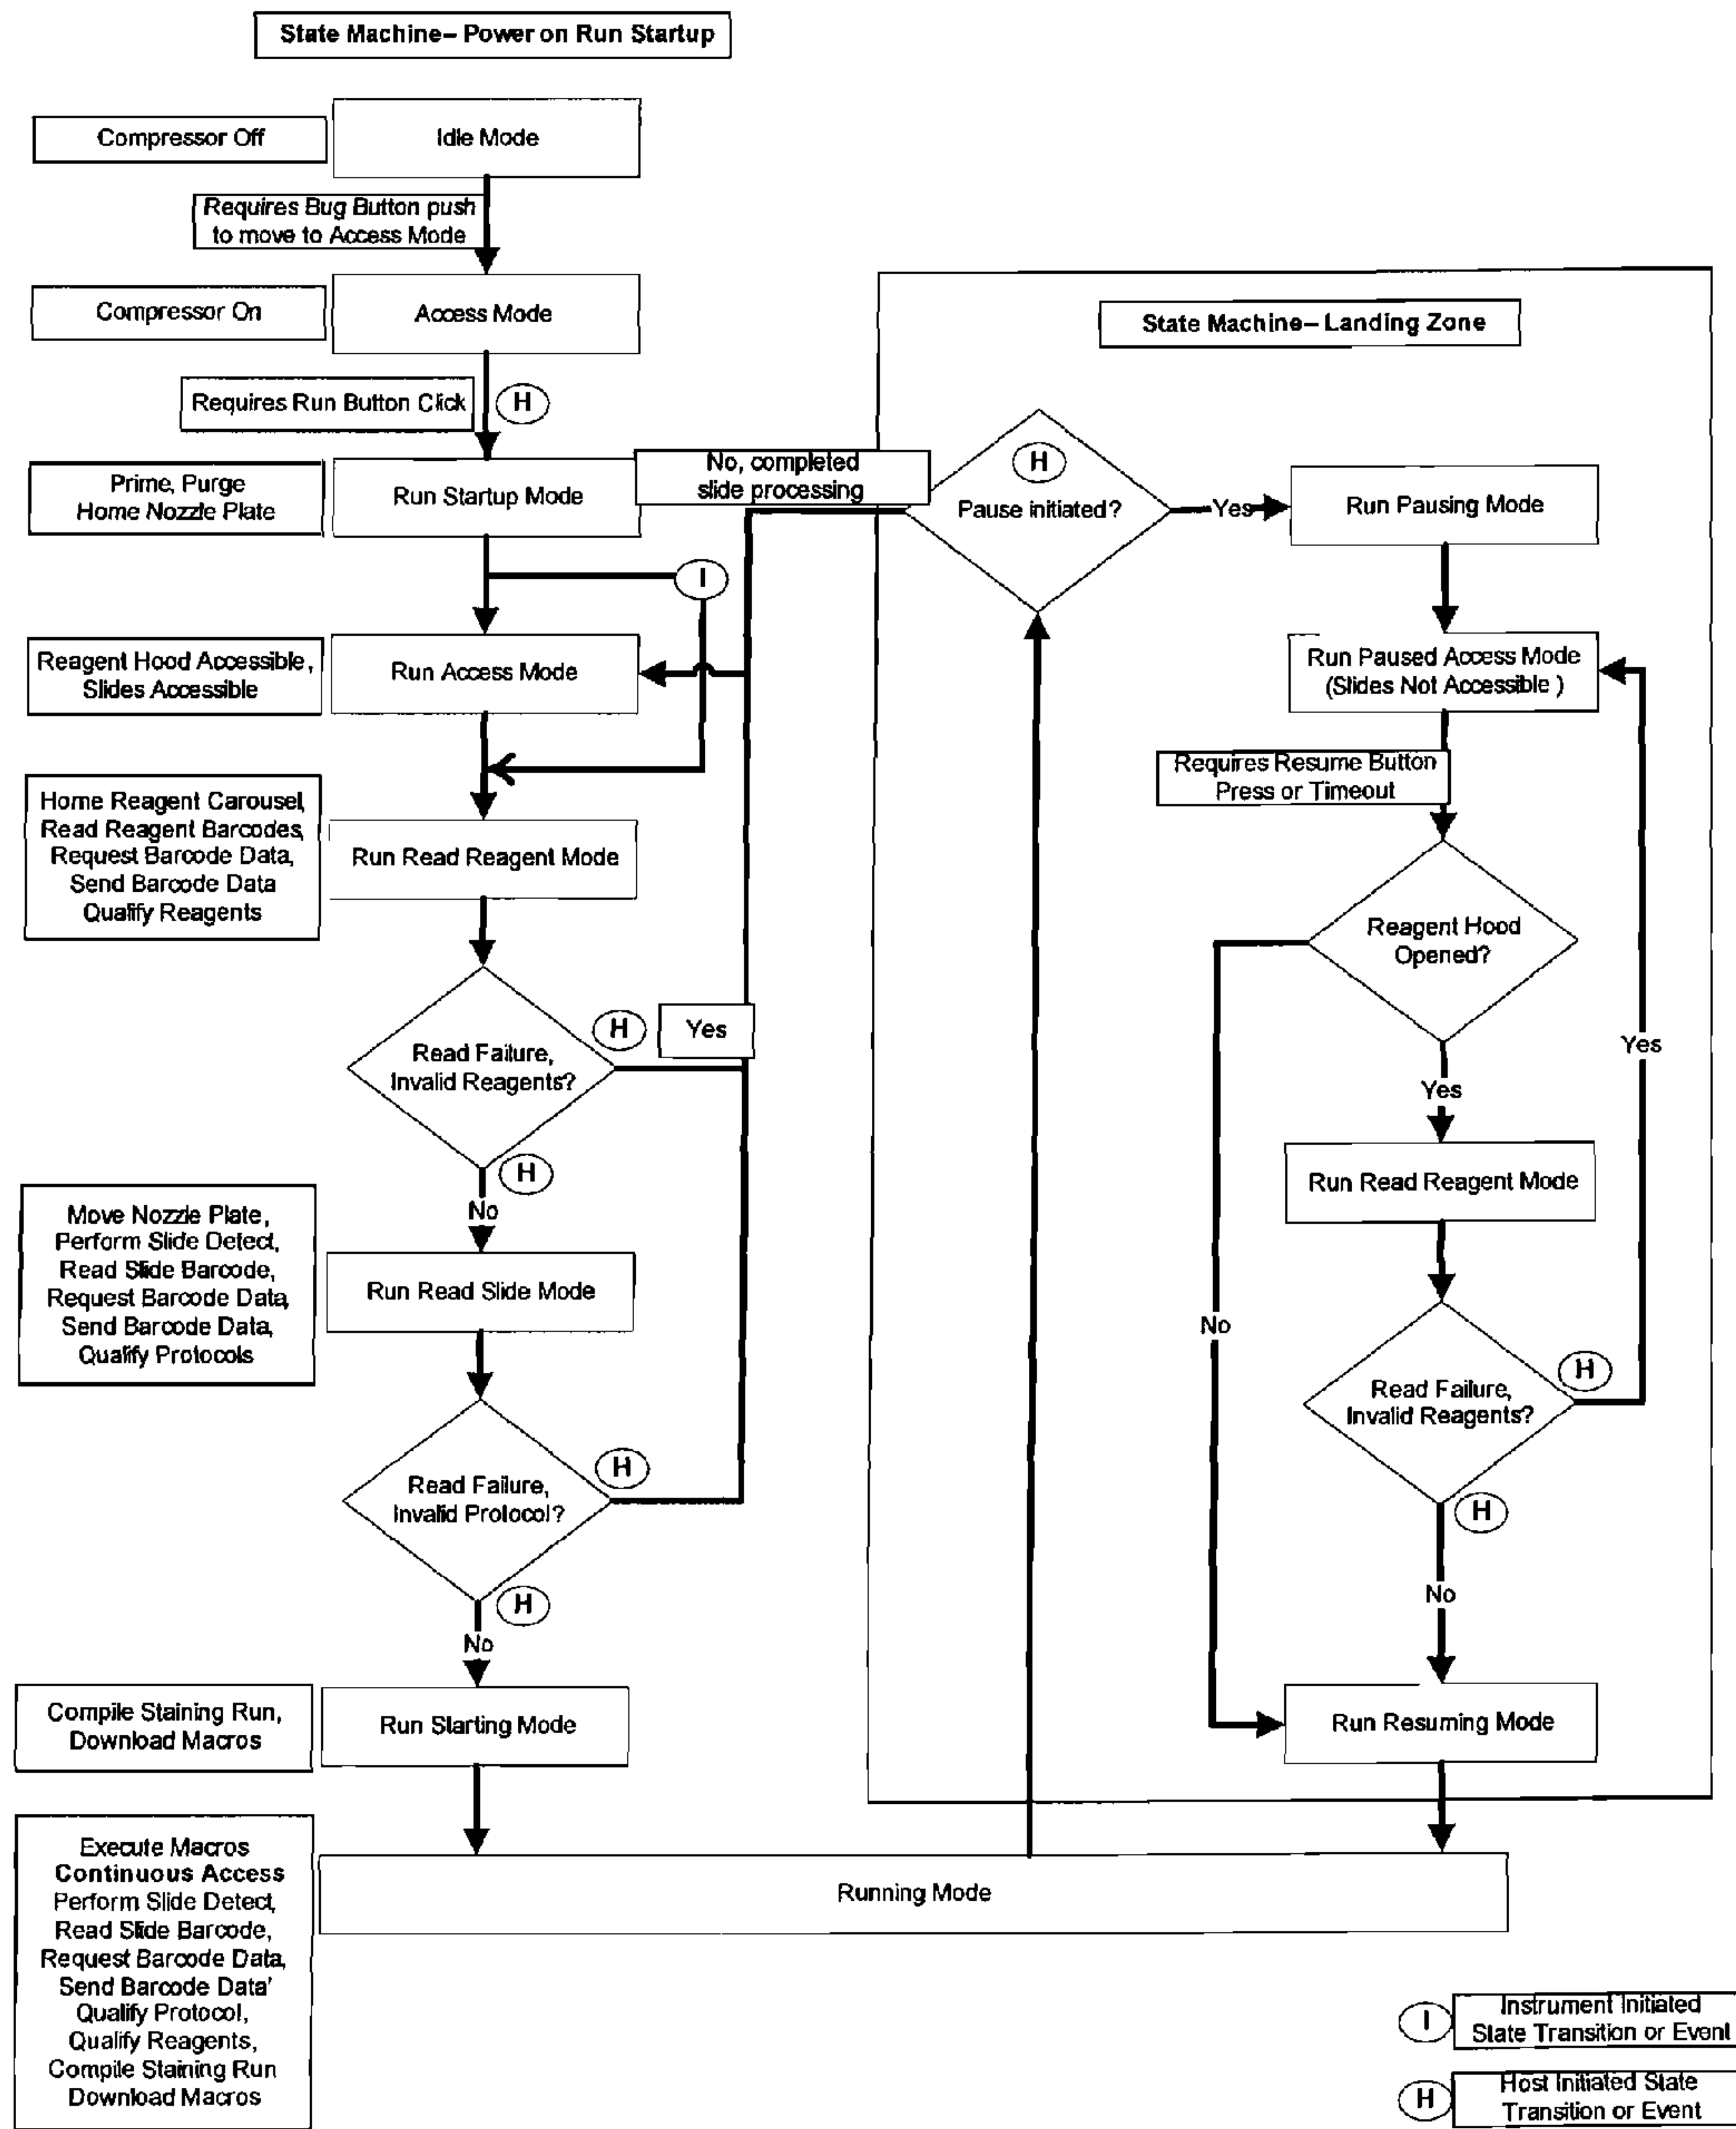 State Machine– Power on Run Startup
Compressor Off
Idle Mode
Requires Bug Button push
to move to Access Mode
Compressor On
Access Mode
Requires Run Button Click
H
Prime, Purge
Home Nozzle Plate
Run Startup Mode
I
Reagent Hood Accessible,
Slides Accessible
Run Access Mode
Home Reagent Carousel,
Read Reagent Barcodes,
Request Barcode Data,
Send Barcode Data
Qualify Reagents
Run Read Reagent Mode
Read Failure,
Invalid Reagents?
H
Yes
H
No
Move Nozzle Plate,
Perform Slide Detect,
Read Slide Barcode,
Request Barcode Data,
Send Barcode Data,
Qualify Protocols
Run Read Slide Mode
Read Failure,
Invalid Protocol?
H
H
No
Compile Staining Run,
Download Macros
Run Starting Mode
Execute Macros
Continuous Access
Perform Slide Detect,
Read Slide Barcode,
Request Barcode Data,
Send Barcode Data'
Qualify Protocol,
Qualify Reagents,
Compile Staining Run
Download Macros
Running Mode
State Machine– Landing Zone
No, completed
slide processing
H
Pause initiated?
Yes
Run Pausing Mode
Run Paused Access Mode
(Slides Not Accessible )
Requires Resume Button
Press or Timeout
Reagent Hood
Opened?
Yes
Yes
Run Read Reagent Mode
No
Read Failure,
Invalid Reagents?
H
H
No
Run Resuming Mode
I
Instrument Initiated
State Transition or Event
H
Host Initiated State
Transition or Event